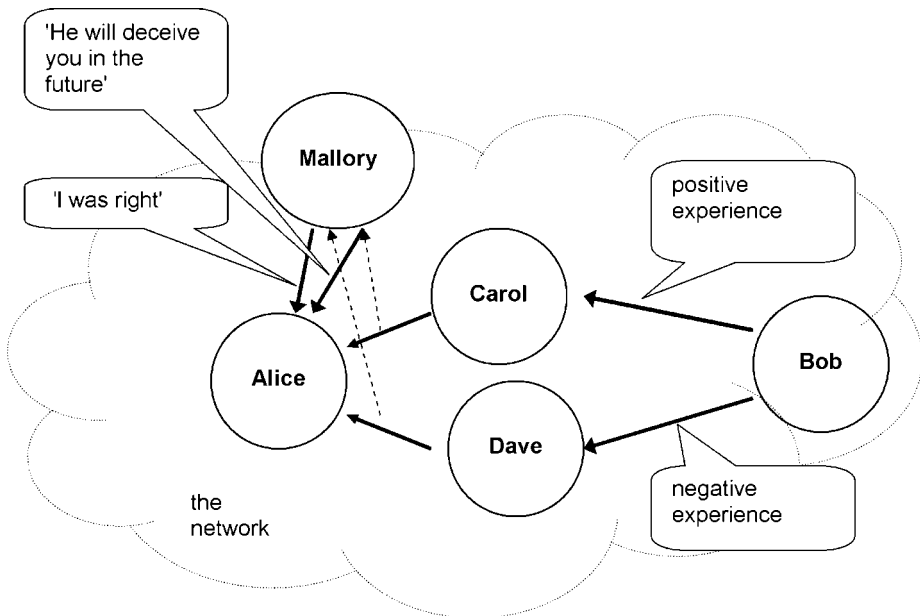 'He will deceive
you in the
future'
Mallory
'I was right'
positive
experience
Carol
Bob
Alice
Dave
the
network
negative
experience